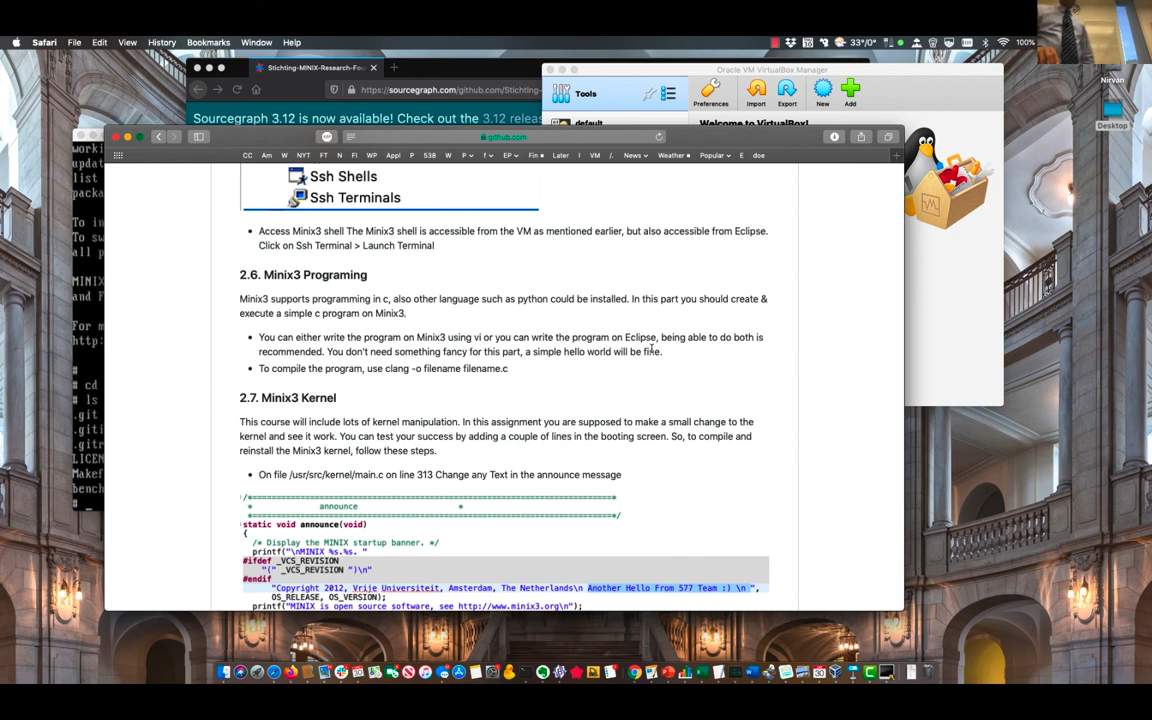 Safari File Edit View History Bookmarks Window Help
33°/0° 100%
Nirvan
Desktop
Stichting-MINIX-Research-Fou
https://sourcegraph.com/github.com/Stichting-
Sourcegraph 3.12 is now available! Check out the 3.12 relea
Oracle VM VirtualBox Manager
Tools
Preferences Import Export New Add
default
Welcome to VirtualBox!
github.com
CC Am W NYT FT N FI WP Appl P 538 W P f EP Fin Later I VM /. News Weather Popular E doe
worki
updat
list
packa
To in
To sw
all p
MINIX
and F
For m
http:
#
# cd
# ls
.git
.gitr
LICEN
Makef
bench
#
Ssh Shells
Ssh Terminals
• Access Minix3 shell The Minix3 shell is accessible from the VM as mentioned earlier, but also accessible from Eclipse.
Click on Ssh Terminal > Launch Terminal
2.6. Minix3 Programing
Minix3 supports programming in c, also other language such as python could be installed. In this part you should create &
execute a simple c program on Minix3.
• You can either write the program on Minix3 using vi or you can write the program on Eclipse, being able to do both is
recommended. You don't need something fancy for this part, a simple hello world will be fine.
• To compile the program, use clang -o filename filename.c
2.7. Minix3 Kernel
This course will include lots of kernel manipulation. In this assignment you are supposed to make a small change to the
kernel and see it work. You can test your success by adding a couple of lines in the booting screen. So, to compile and
reinstall the Minix3 kernel, follow these steps.
• On file /usr/src/kernel/main.c on line 313 Change any Text in the announce message
/*===========================================================================*
* announce *
*===========================================================================*/
static void announce(void)
{
/* Display the MINIX startup banner. */
printf("\nMINIX %s.%s. "
#ifdef _VCS_REVISION
"(" _VCS_REVISION ")\n"
#endif
"Copyright 2012, Vrije Universiteit, Amsterdam, The Netherlands\n Another Hello From 577 Team :) \n ",
OS_RELEASE, OS_VERSION);
printf("MINIX is open source software, see http://www.minix3.org\n");